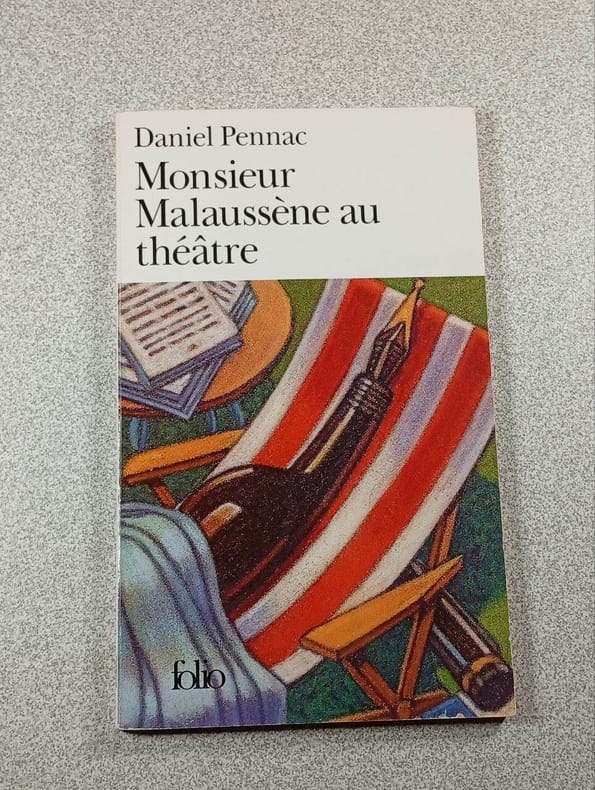 Daniel Pennac
Monsieur
Malaussène au
théâtre
folio